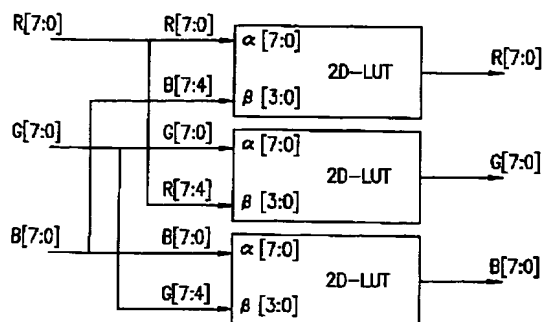 R[7:0] R[7:0] α [7:0] R[7:0]
2D-LUT
B[7:4] β [3:0]
G[7:0] G[7:0] α [7:0] G[7:0]
2D-LUT
R[7:4] β [3:0]
B[7:0] B[7:0] α [7:0] B[7:0]
2D-LUT
G[7:4] β [3:0]